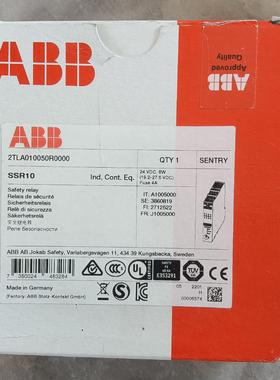 ABB
Approved
Quality
ABB
ABB
2TLA010050R0000
QTY 1
SENTRY
SSR10
Ind. Cont. Eq.
Safety relay
Relais de sécurité
Sicherheitsrelais
Relè di sicurezza
Säkerhetsrelä
安全继电器
Реле безопасности
24 VDC, 6W
(19.2-27.6 VDC)
Fuse 4A
IT: A1005000
SE: 3860819
FI: 2712522
FR: J1005000
ABB AB Jokab Safety, Varlabergsvägen 11, 434 39 Kungsbacka, Sweden
E353291
Made in Germany
(Factory: ABB Stotz-Kontakt GmbH)